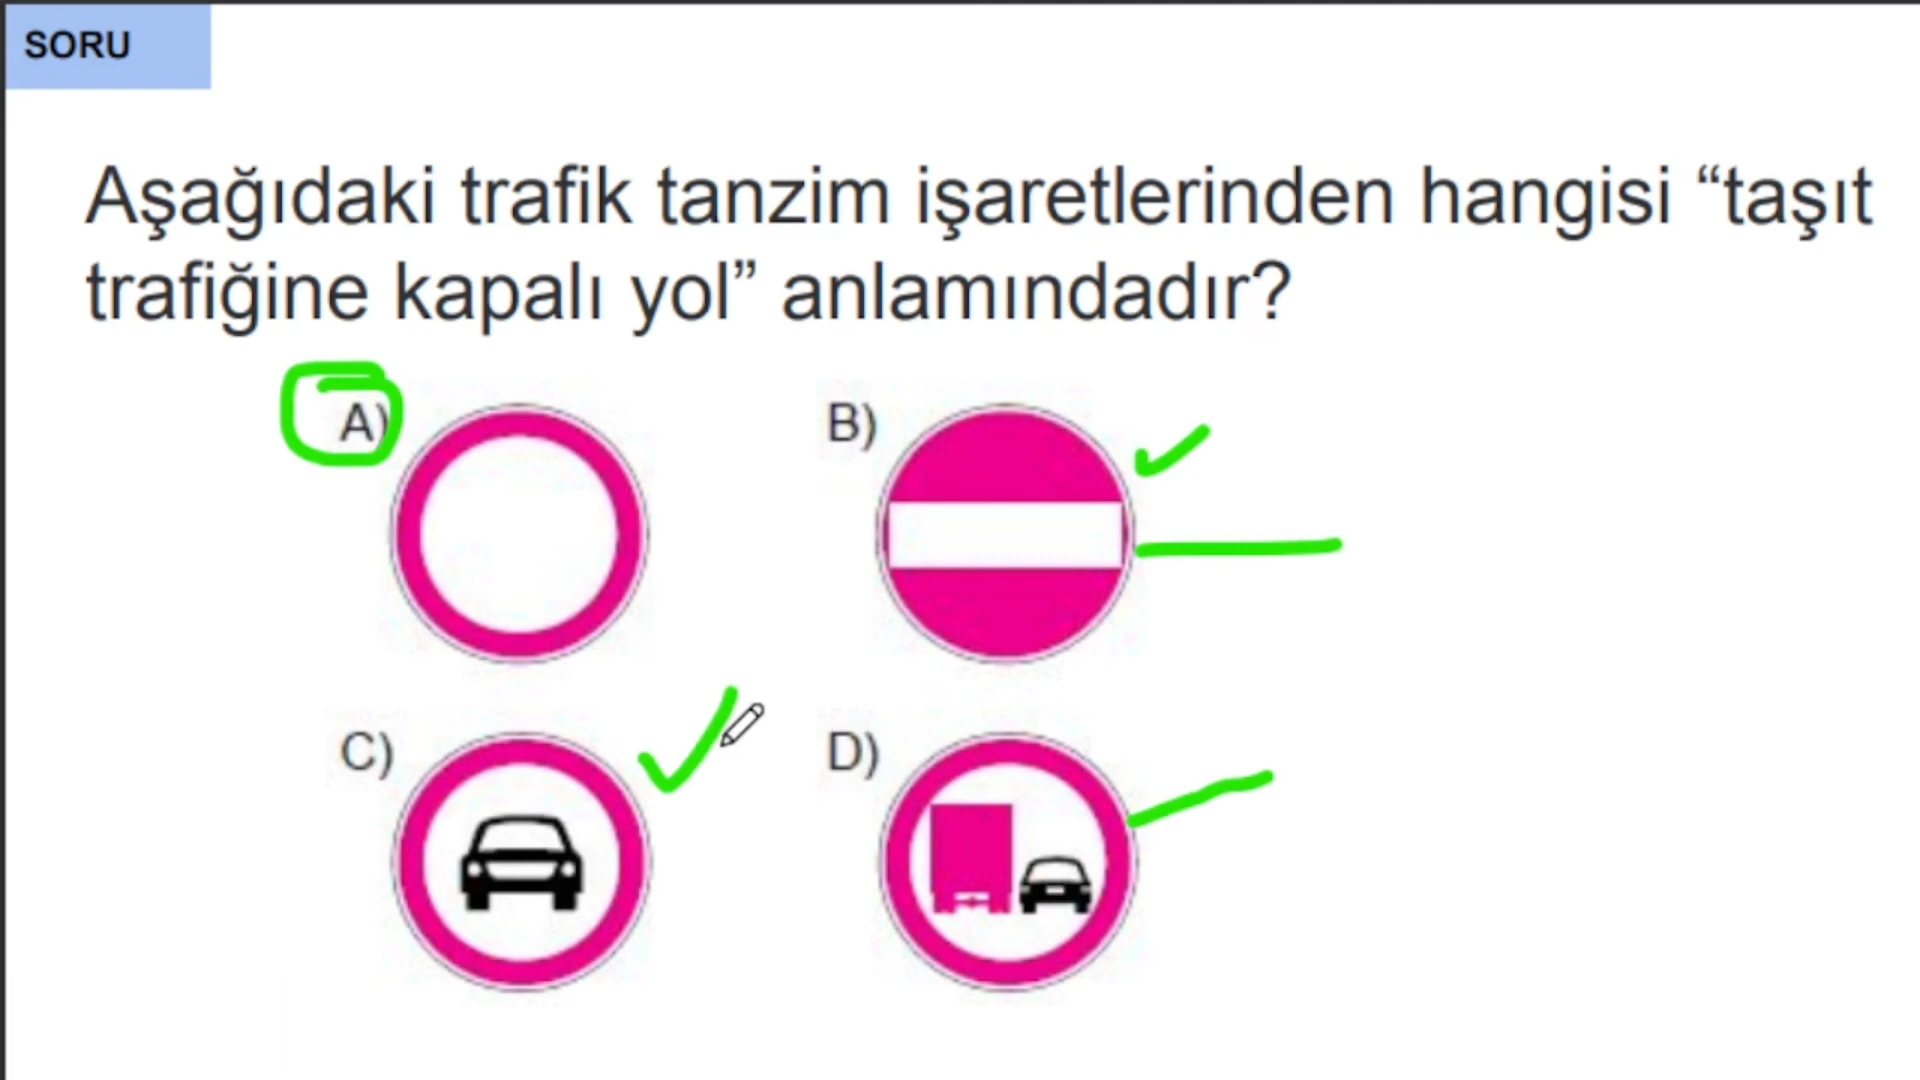 SORU
Aşağıdaki trafik tanzim işaretlerinden hangisi “taşıt
trafiğine kapalı yol” anlamındadır?
A)
B)
C)
D)